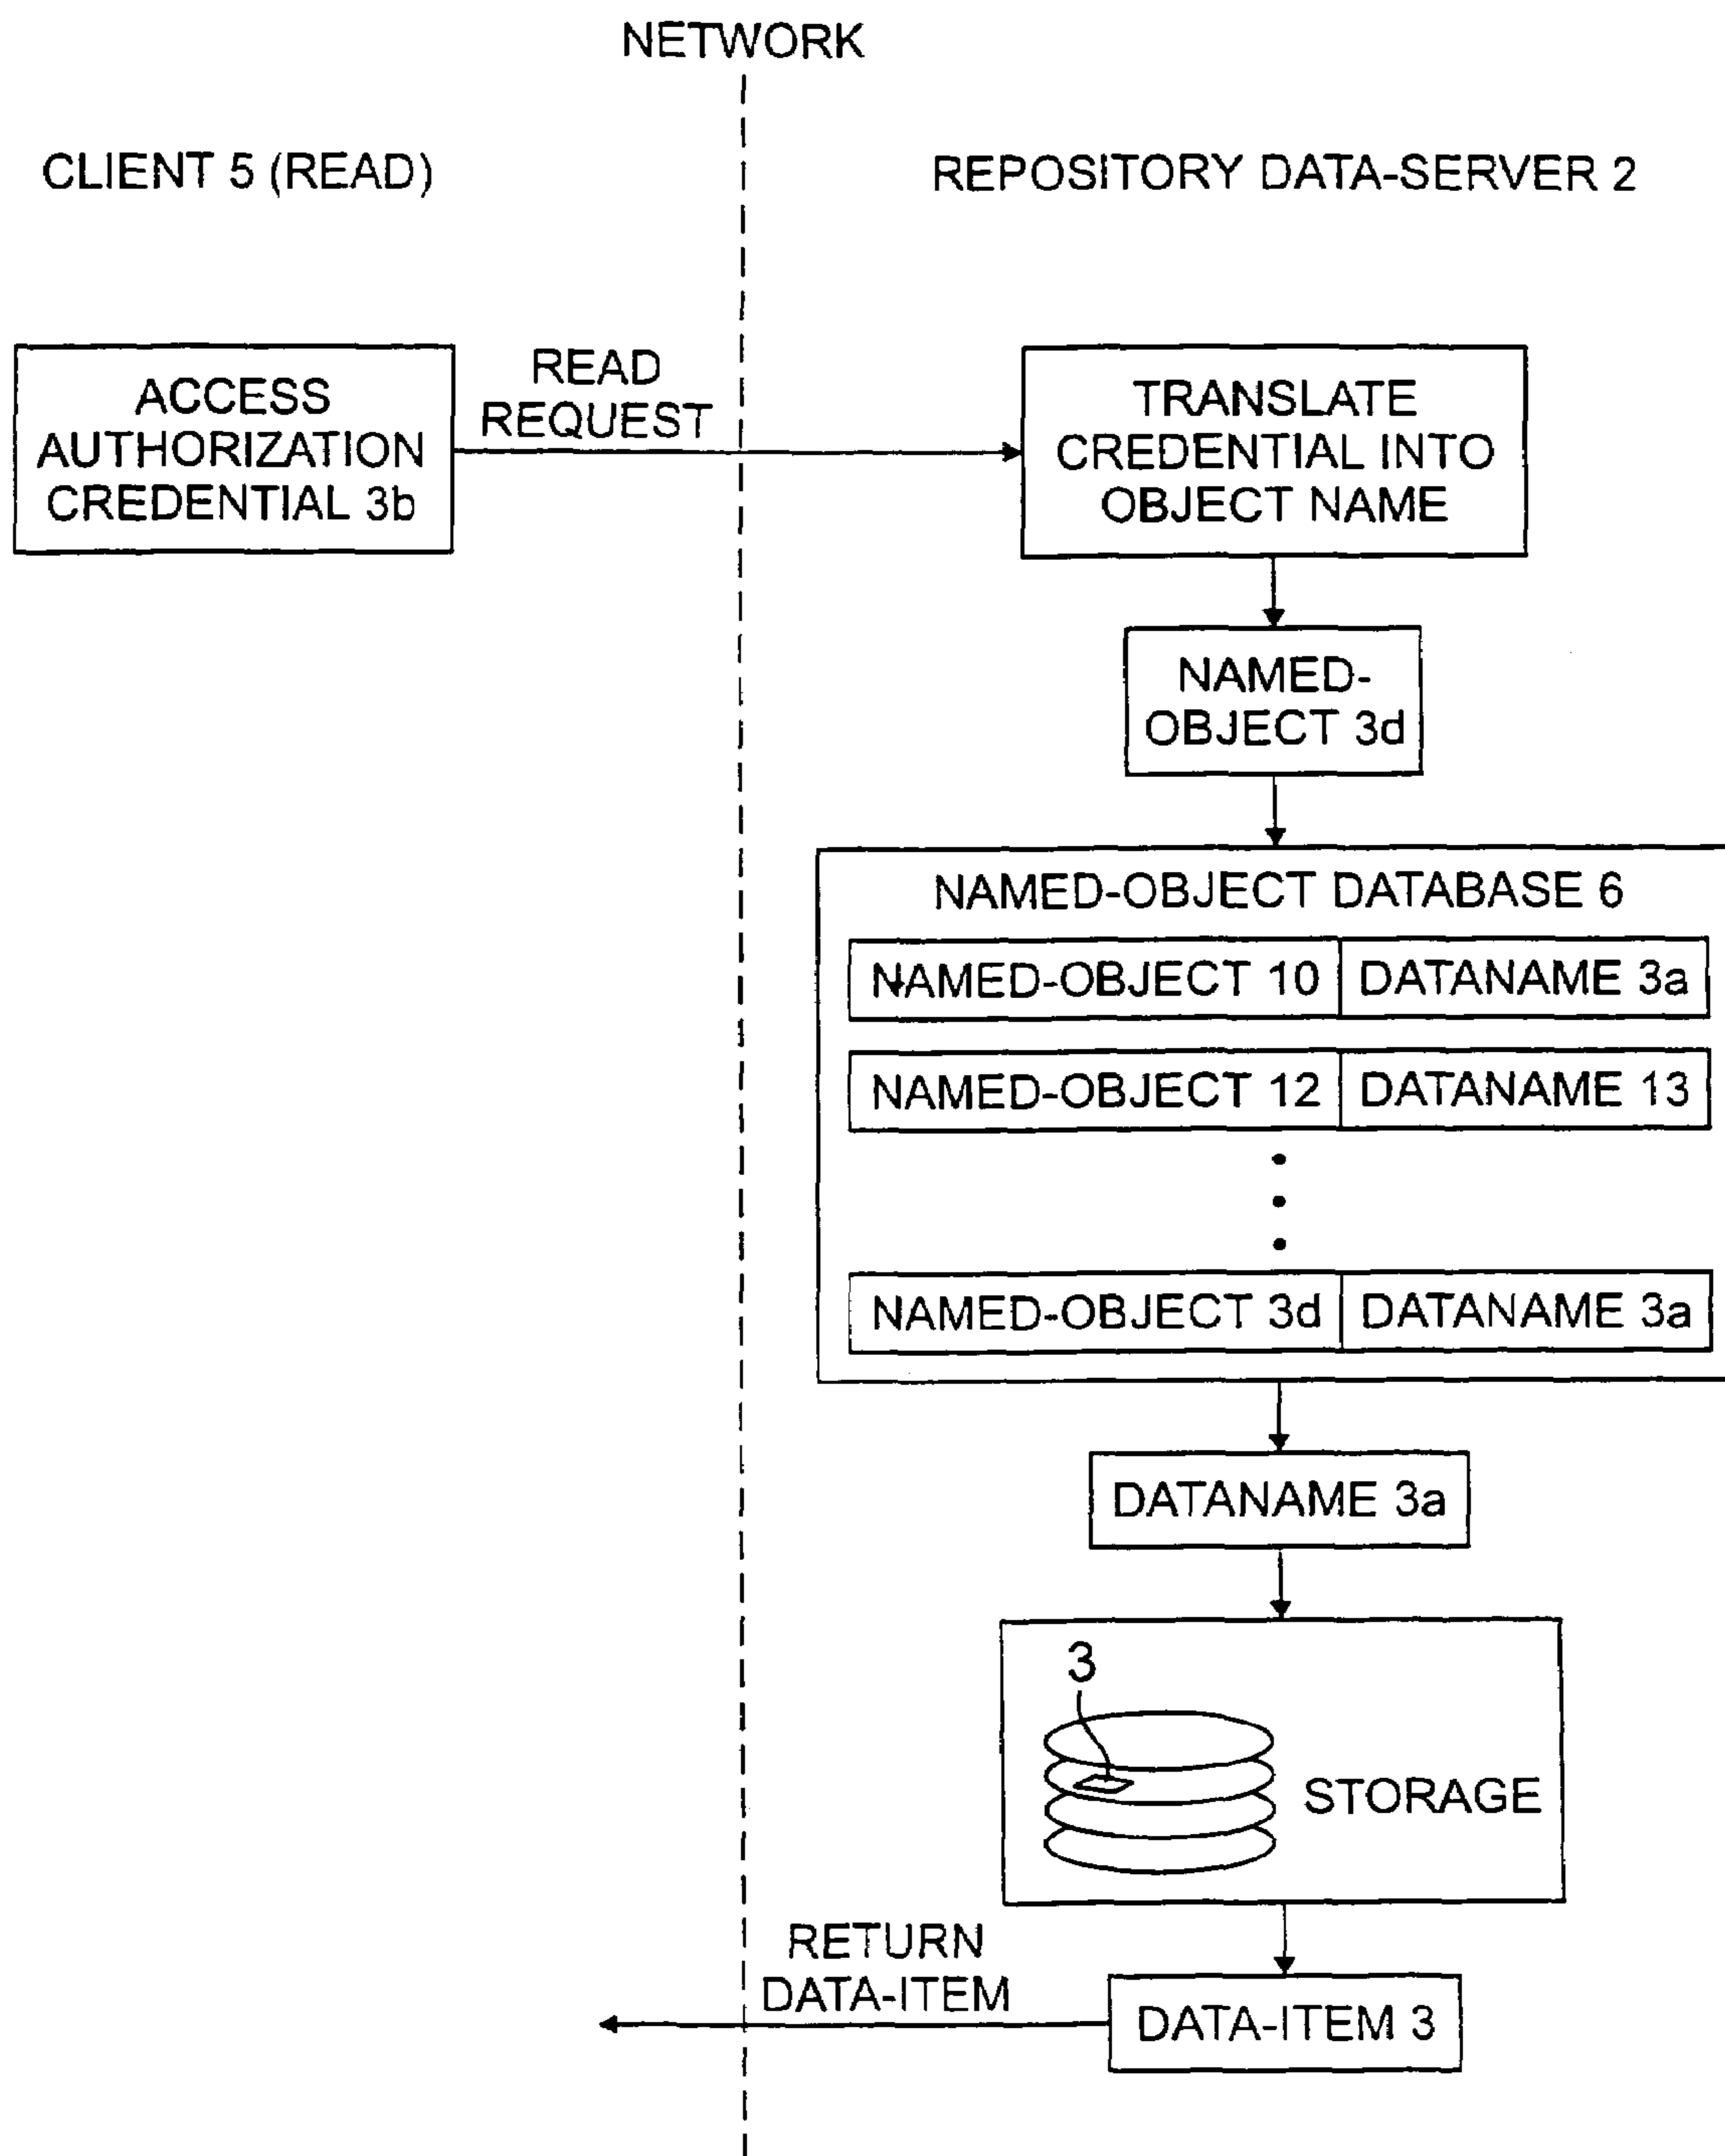 NETWORK
CLIENT 5 (READ)
REPOSITORY DATA-SERVER 2
ACCESS
AUTHORIZATION
CREDENTIAL 3b
READ
REQUEST
TRANSLATE
CREDENTIAL INTO
OBJECT NAME
NAMED-
OBJECT 3d
NAMED-OBJECT DATABASE 6
NAMED-OBJECT 10 DATANAME 3a
NAMED-OBJECT 12 DATANAME 13
NAMED-OBJECT 3d DATANAME 3a
DATANAME 3a
3
STORAGE
RETURN
DATA-ITEM
DATA-ITEM 3